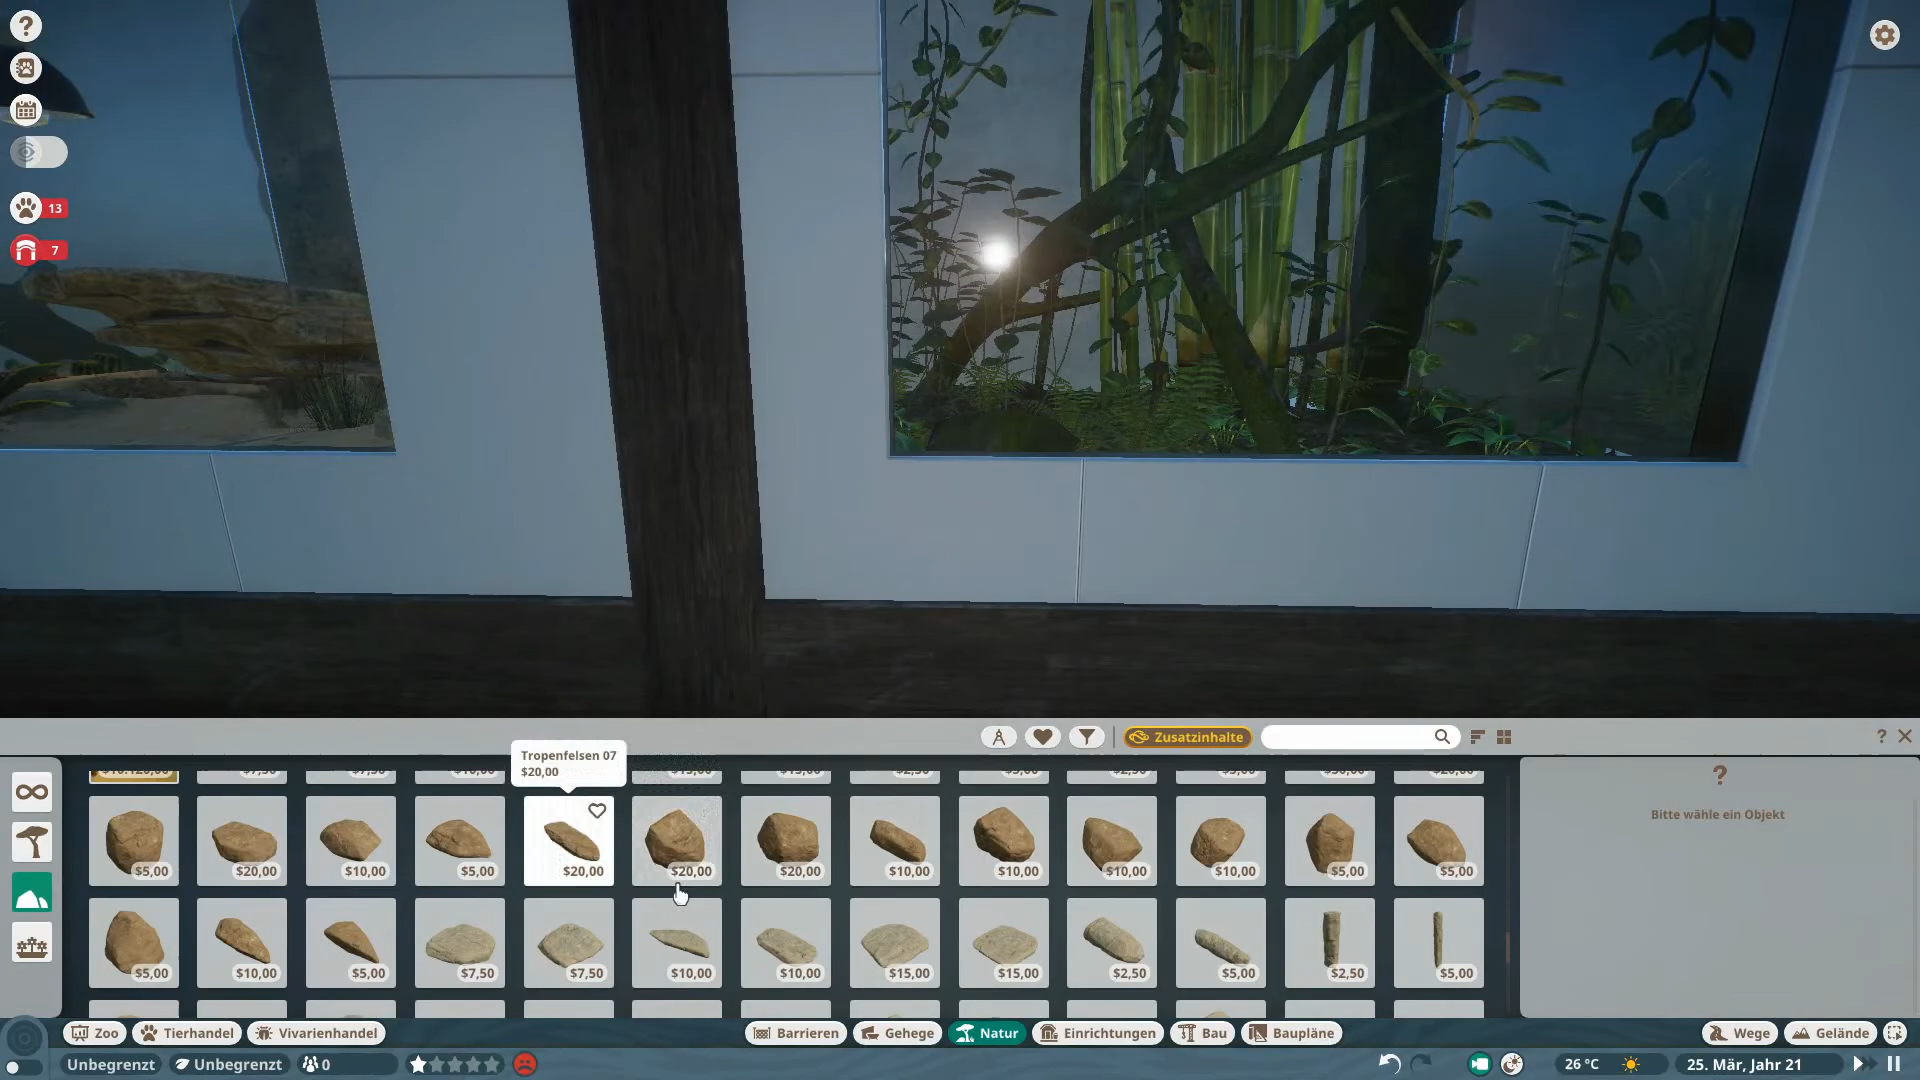 ?
13
7
Zusatzinhalte
?
Tropenfelsen 07
$20,00
$5,00 $20,00 $10,00 $5,00 $20,00 $20,00 $20,00 $10,00 $10,00 $10,00 $10,00 $5,00 $5,00
$5,00 $10,00 $5,00 $7,50 $7,50 $10,00 $10,00 $15,00 $15,00 $2,50 $5,00 $2,50 $5,00
?
Bitte wähle ein Objekt
Zoo Tierhandel Vivarienhandel Barrieren Gehege Natur Einrichtungen Bau Baupläne Wege Gelände
Unbegrenzt Unbegrenzt 0 26 °C 25. Mär, Jahr 21